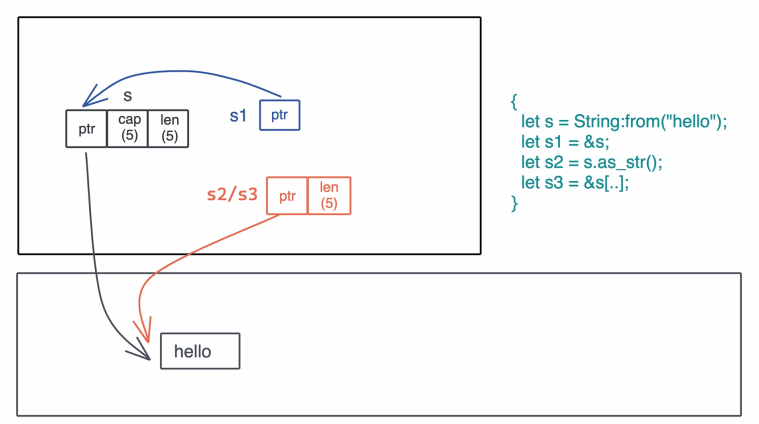 s
ptr
cap
(5)
len
(5)
s1
ptr
s2/s3
ptr
len
(5)
hello
{
let s = String:from("hello");
let s1 = &s;
let s2 = s.as_str();
let s3 = &s[..];
}